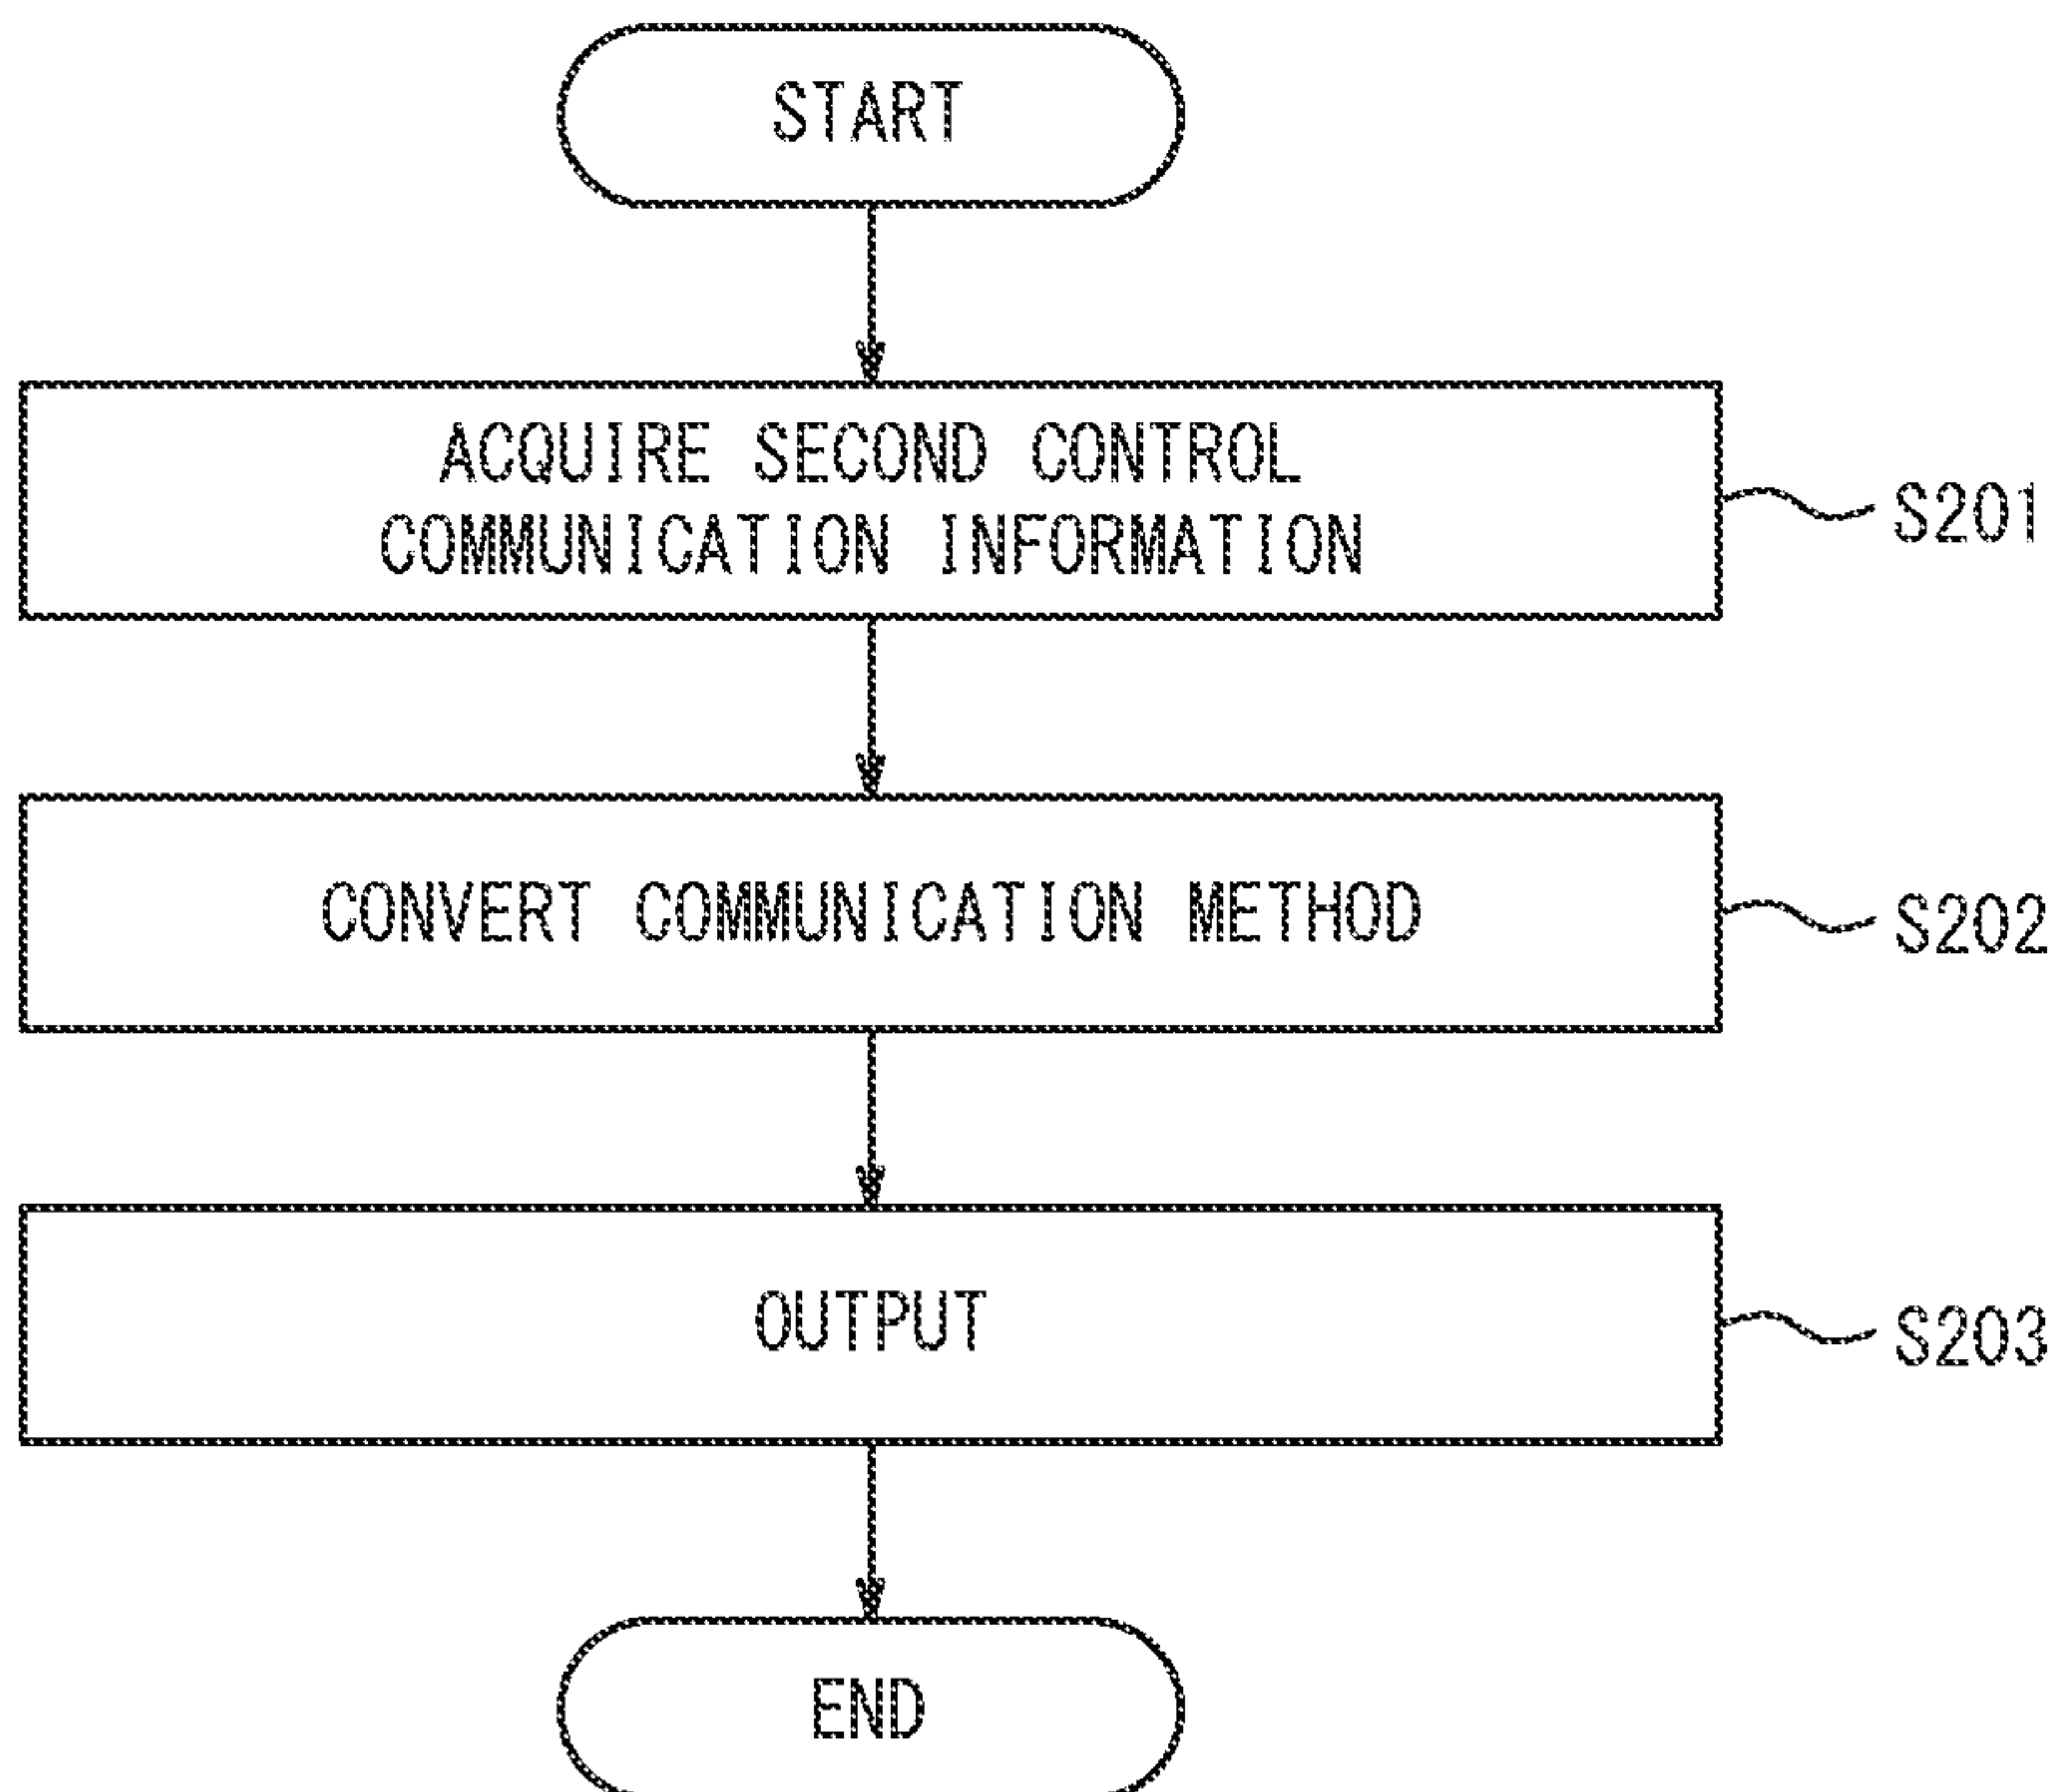 START
ACQUIRE SECOND CONTROL
COMMUNICATION INFORMATION
S201
CONVERT COMMUNICATION METHOD
S202
OUTPUT
S203
END